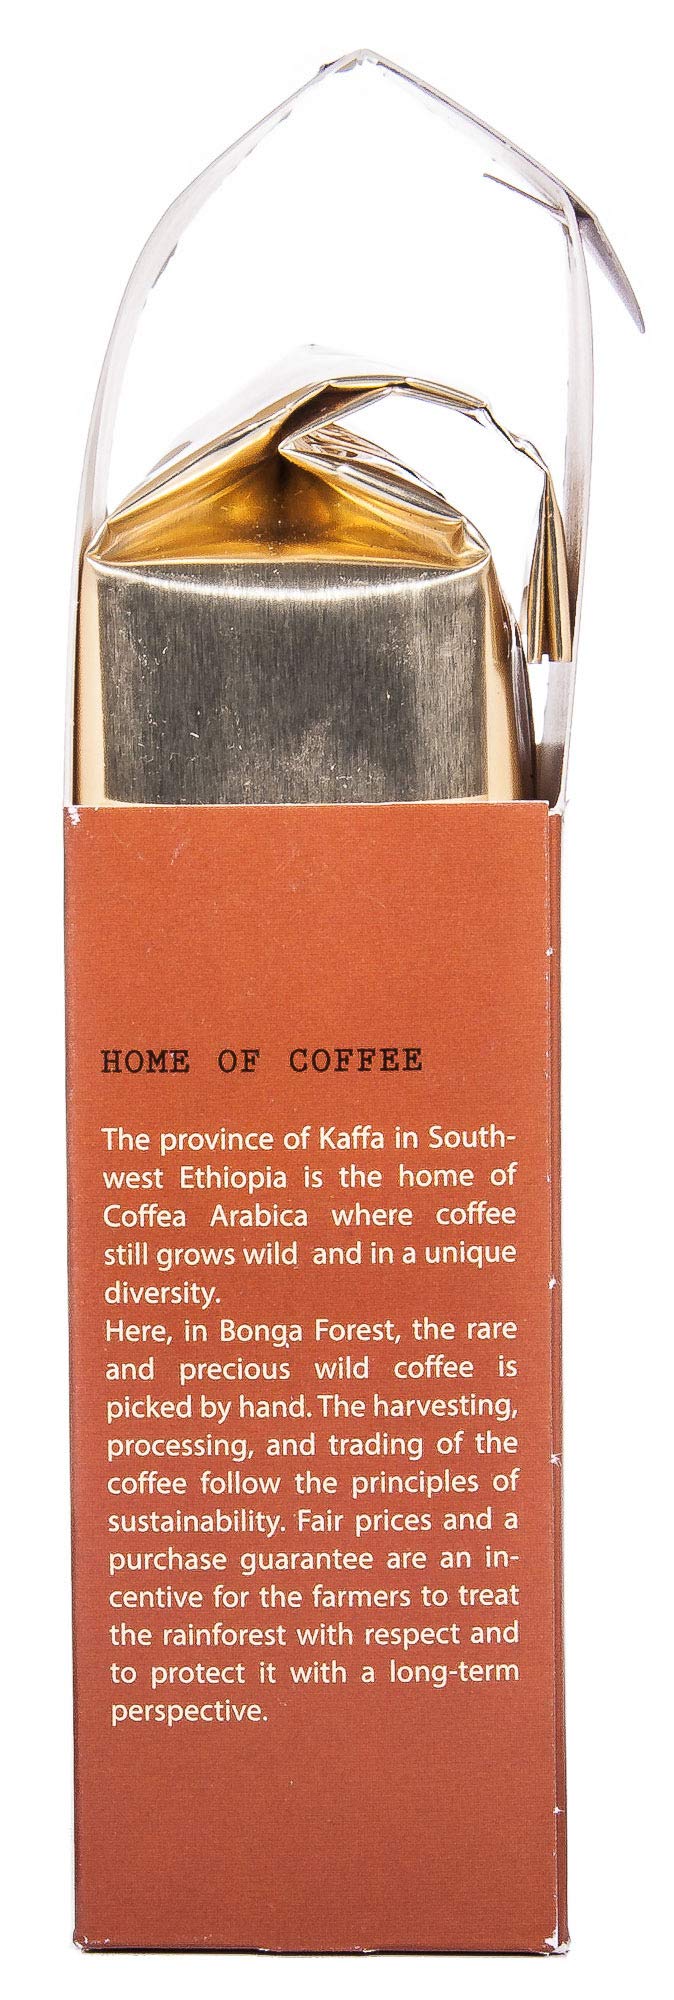 HOME OF COFFEE
The province of Kaffa in South-
west Ethiopia is the home of
Coffea Arabica where coffee
still grows wild and in a unique
diversity.
Here, in Bonga Forest, the rare
and precious wild coffee is
picked by hand. The harvesting,
processing, and trading of the
coffee follow the principles of
sustainability. Fair prices and a
purchase guarantee are an in-
centive for the farmers to treat
the rainforest with respect and
to protect it with a long-term
perspective.